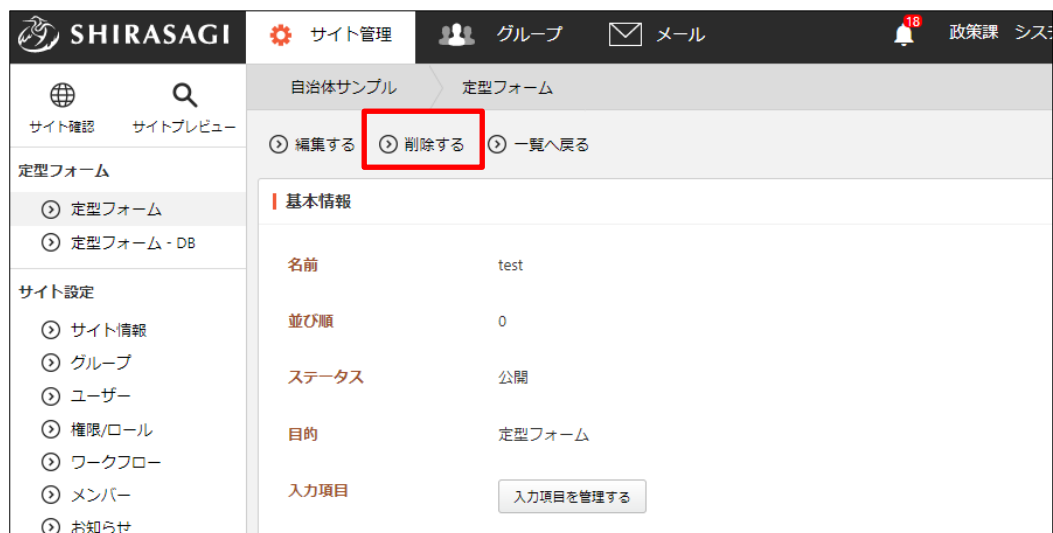 SHIRASAGI
サイト管理
グループ
メール
18
政策課 シス
サイト確認
サイトプレビュー
自治体サンプル
定型フォーム
編集する
削除する
一覧へ戻る
定型フォーム
定型フォーム
定型フォーム - DB
サイト設定
サイト情報
グループ
ユーザー
権限/ロール
ワークフロー
メンバー
お知らせ
基本情報
名前 test
並び順 0
ステータス 公開
目的 定型フォーム
入力項目 入力項目を管理する